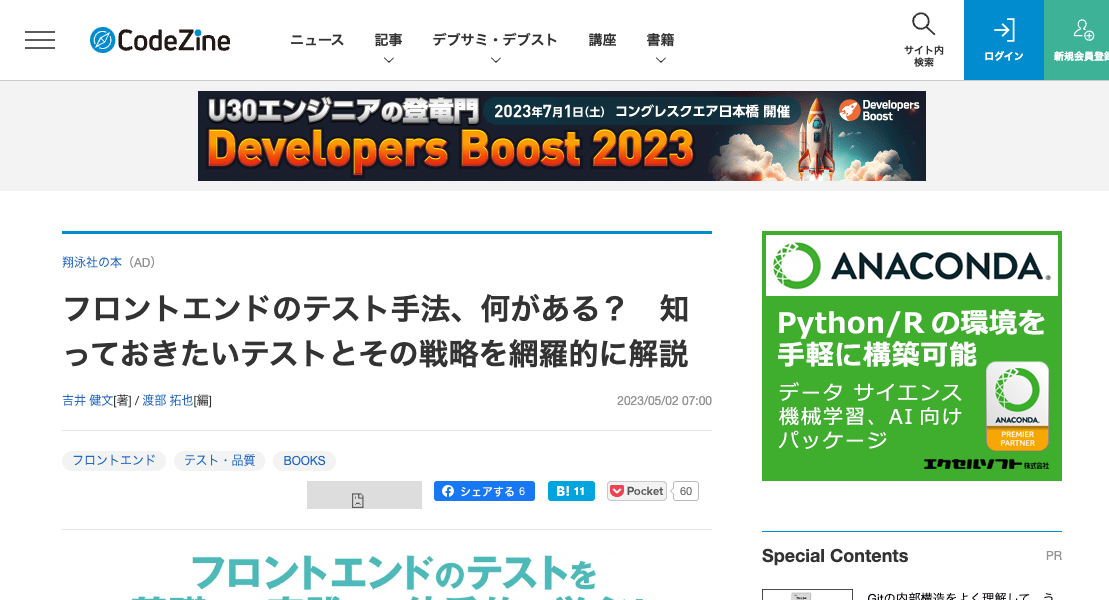 CodeZine
ニュース
記事
デブサミ・デブスト
講座
書籍
サイト内
検索
ログイン
新規会員登録
U30エンジニアの登竜門
2023年7月1日(土) コングレスクエア日本橋 開催
Developers
Boost
Developers Boost 2023
翔泳社の本（AD）
フロントエンドのテスト手法、何がある？ 知
っておきたいテストとその戦略を網羅的に解説
吉井 健文[著] / 渡部 拓也[編]
2023/05/02 07:00
フロントエンド
テスト・品質
BOOKS
シェアする 6
B! 11
Pocket
60
フロントエンドのテストを
ANACONDA.
Python/R の環境を
手軽に構築可能
データ サイエンス
機械学習、AI 向け
パッケージ
ANACONDA.
PREMIER
PARTNER
エクセルソフト株式会社
Special Contents
PR
Gitの内部構造をよく理解して、う